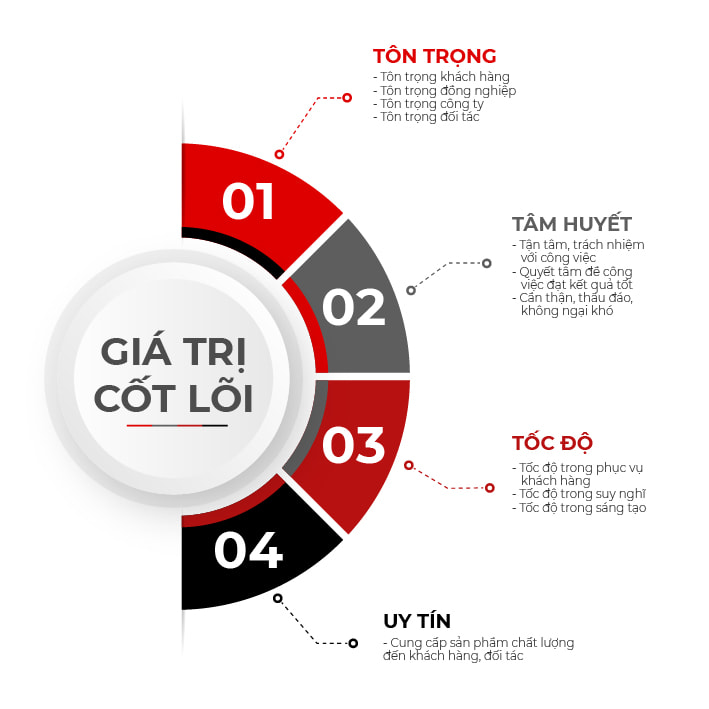 GIÁ TRỊ
CỐT LÕI
01
TÔN TRỌNG
- Tôn trọng khách hàng
- Tôn trọng đồng nghiệp
- Tôn trọng công ty
- Tôn trọng đối tác
02
TÂM HUYẾT
- Tận tâm, trách nhiệm
với công việc
- Quyết tâm đề công
việc đạt kết quả tốt
- Cẩn thận, thấu đáo,
không ngại khó
03
TỐC ĐỘ
- Tốc độ trong phục vụ
khách hàng
- Tốc độ trong suy nghĩ
- Tốc độ trong sáng tạo
04
UY TÍN
- Cung cấp sản phẩm chất lượng
đến khách hàng, đối tác